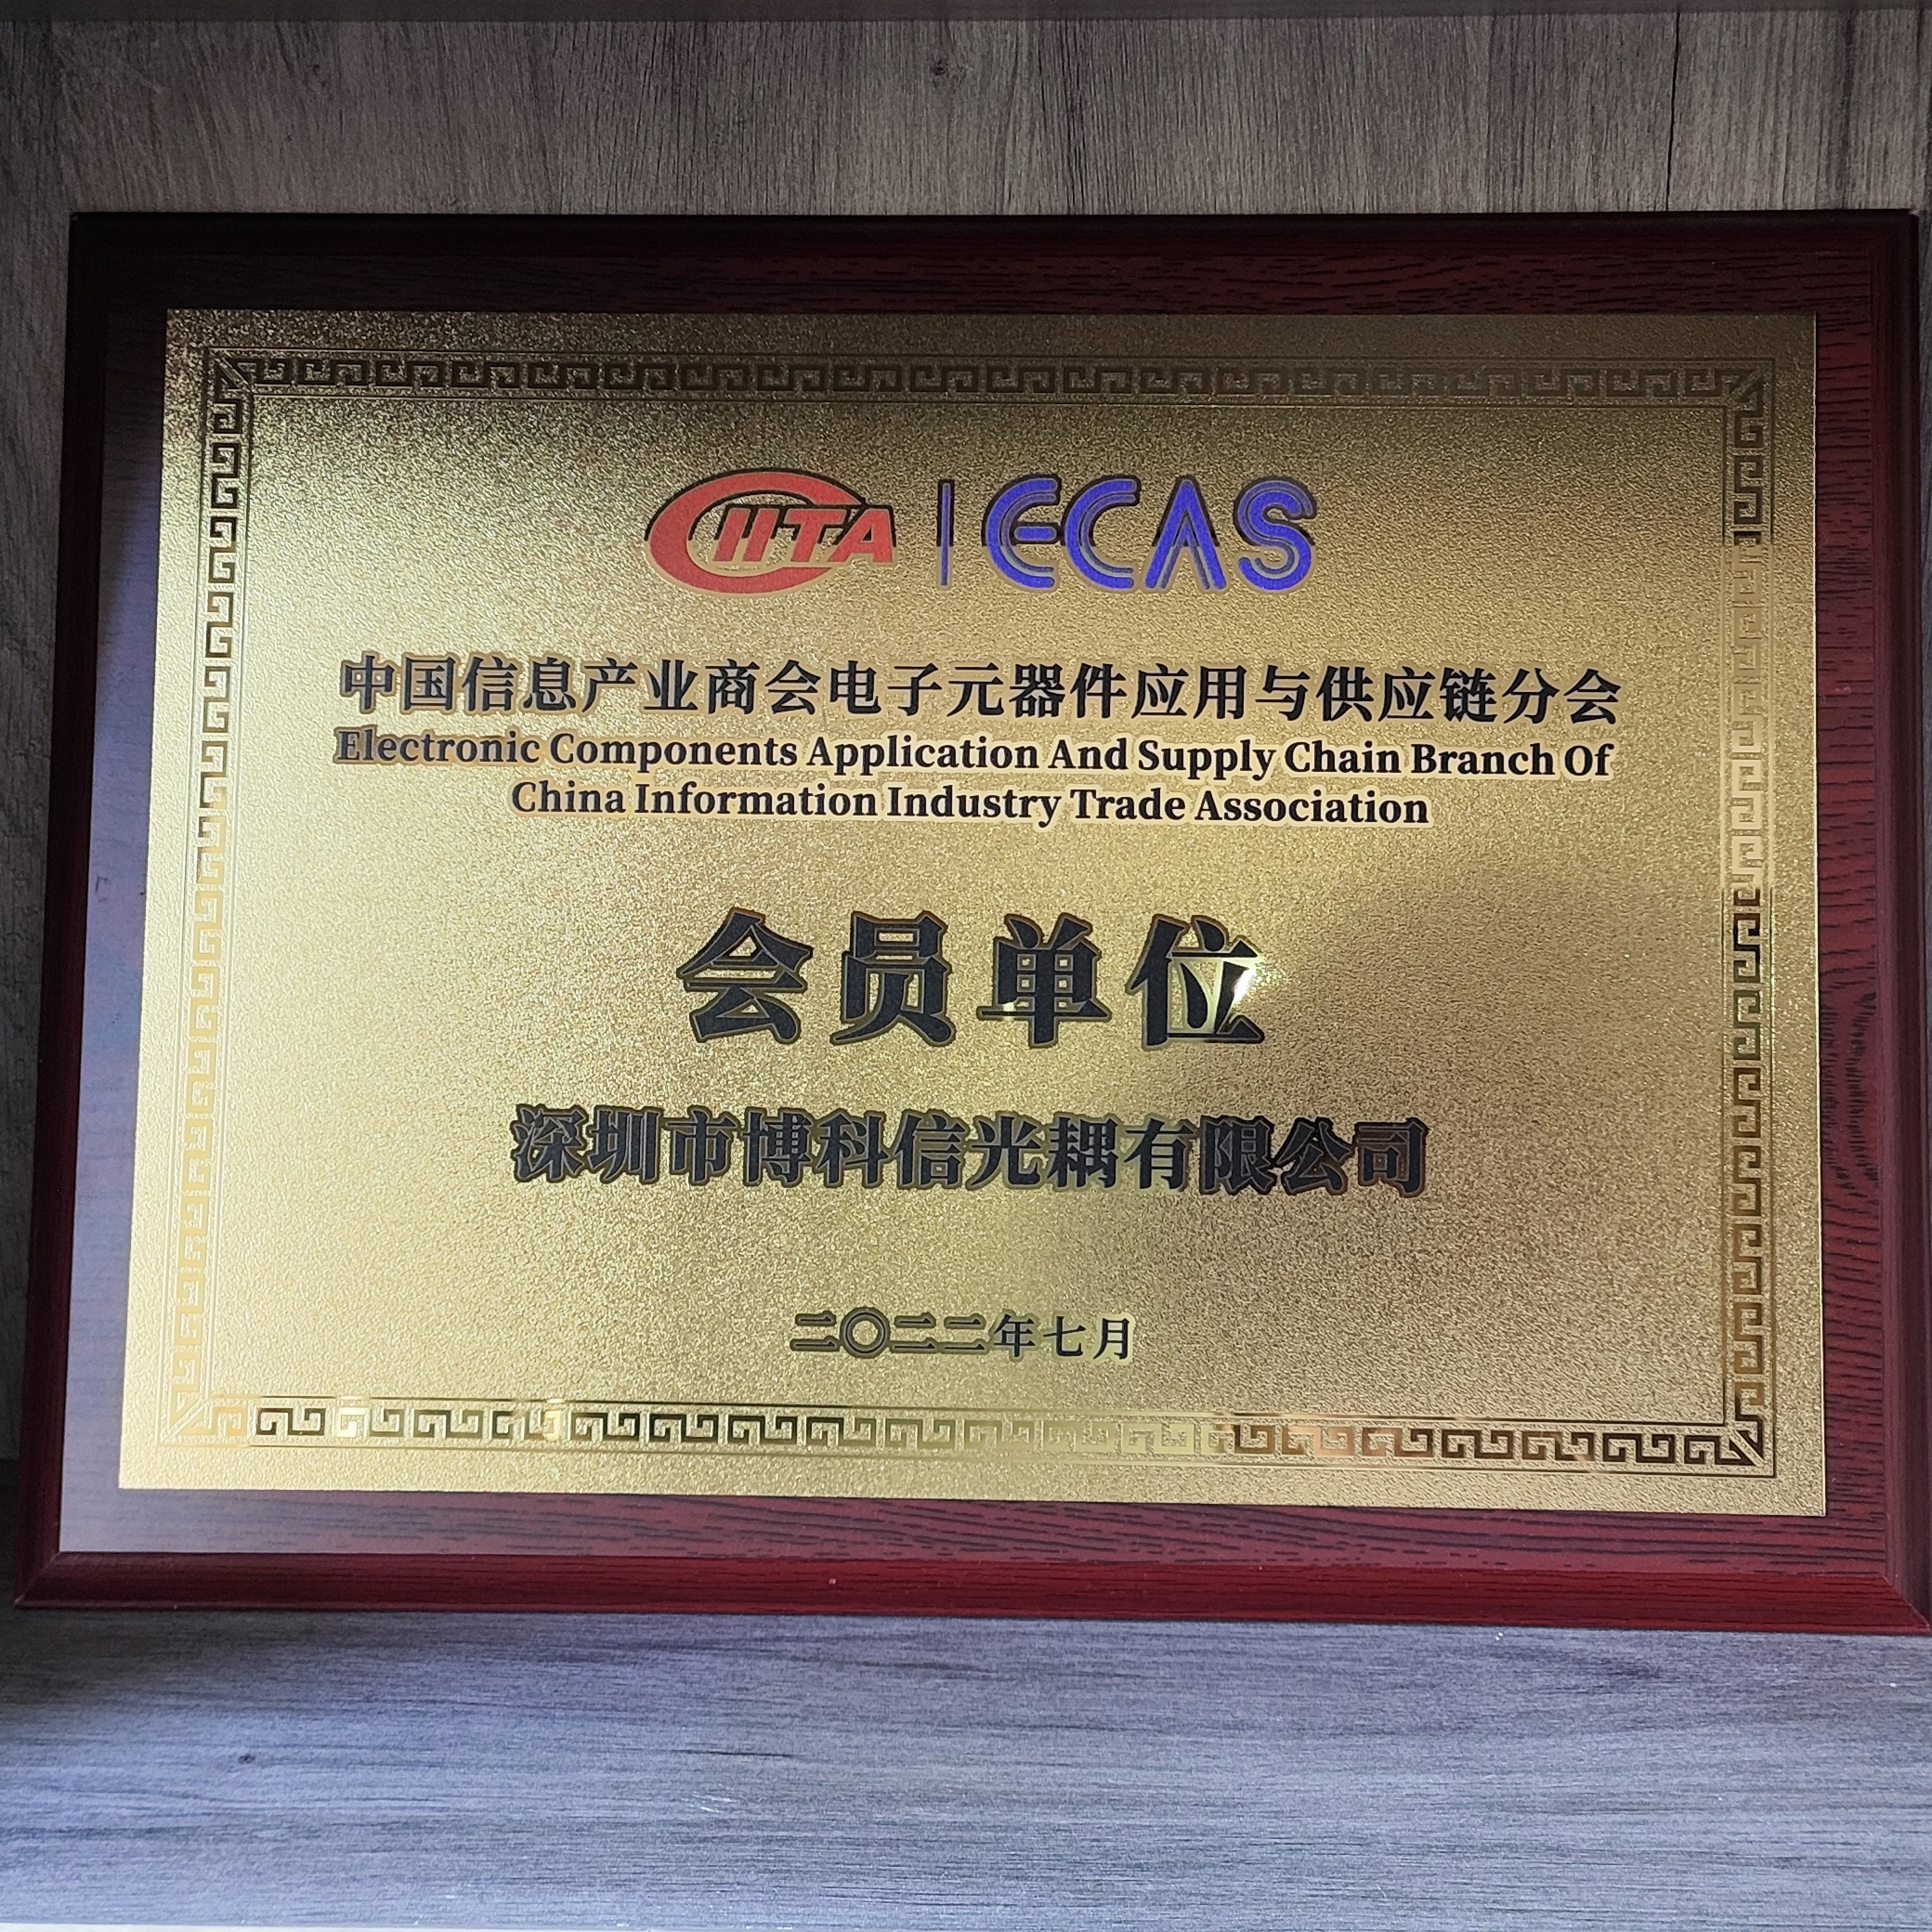 CIITA | ECAS
中国信息产业商会电子元器件应用与供应链分会
Electronic Components Application And Supply Chain Branch Of
China Information Industry Trade Association
会员单位
深圳市博科信光耦有限公司
二〇二二年七月